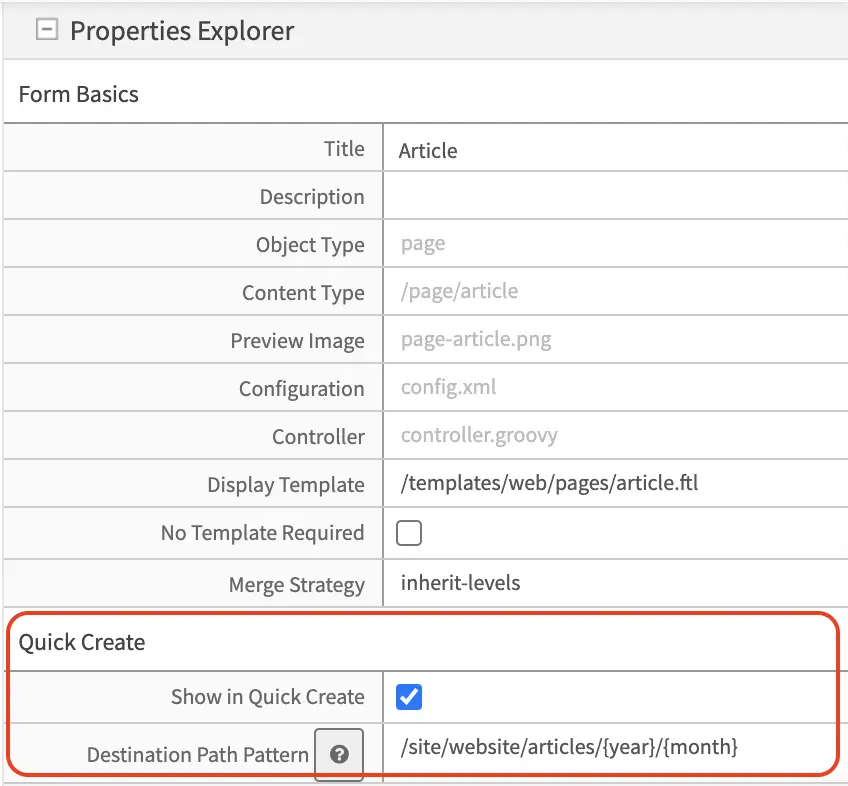 Properties Explorer
Form Basics
Title Article
Description
Object Type page
Content Type /page/article
Preview Image page-article.png
Configuration config.xml
Controller controller.groovy
Display Template /templates/web/pages/article.ftl
No Template Required
Merge Strategy inherit-levels
Quick Create
Show in Quick Create
Destination Path Pattern ? /site/website/articles/{year}/{month}